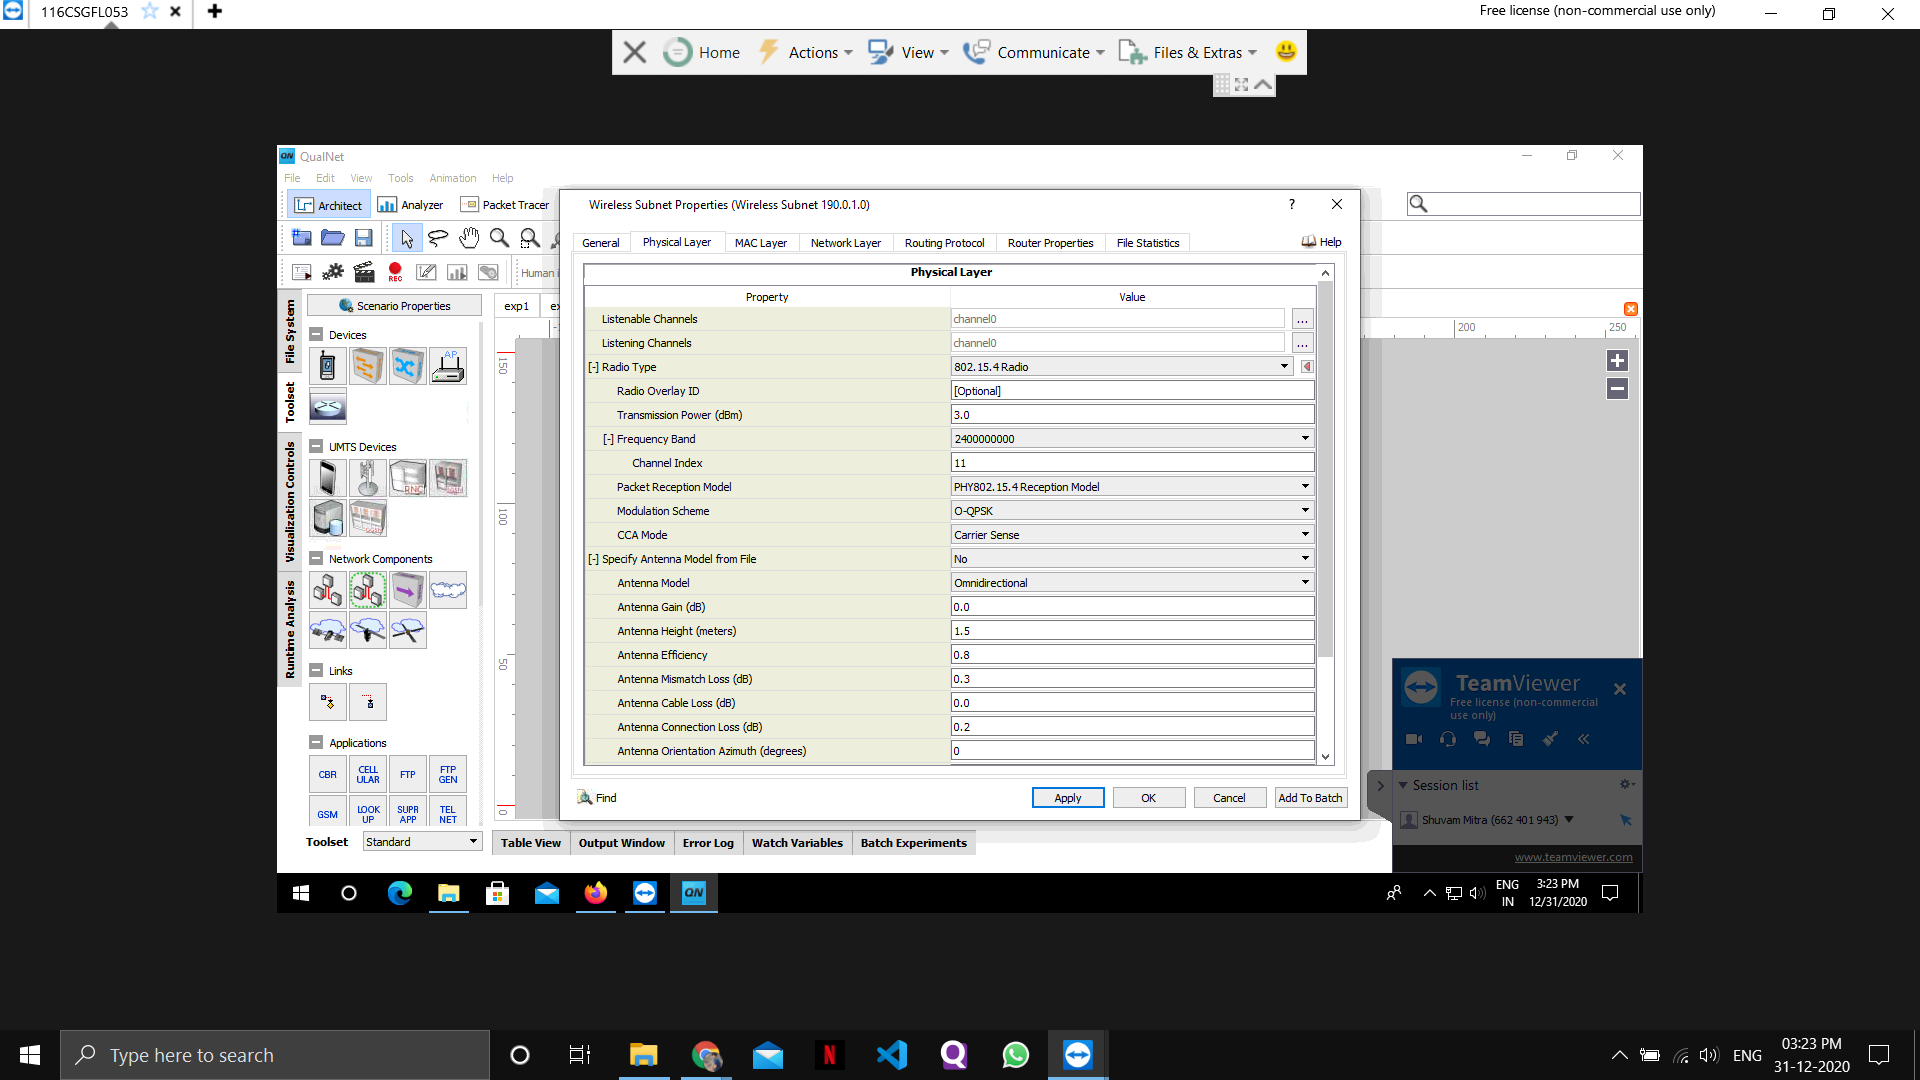 116CSGFL053
Free license (non-commercial use only)
Home Actions View Communicate Files & Extras
QN QualNet
File Edit View Tools Animation Help
Architect Analyzer Packet Tracer
REC
Human
File System
Toolset
Visualization Controls
Runtime Analysis
Scenario Properties
Devices
AP
UMTS Devices
RNC
Network Components
Links
Applications
CBR CELL ULAR FTP FTP GEN
GSM LOOK UP SUPR APP TEL NET
Toolset Standard
exp1
150
100
50
0
200 250
Wireless Subnet Properties (Wireless Subnet 190.0.1.0) ?
General Physical Layer MAC Layer Network Layer Routing Protocol Router Properties File Statistics Help
Physical Layer
Property Value
Listenable Channels channel0 ...
Listening Channels channel0 ...
[-] Radio Type 802.15.4 Radio
Radio Overlay ID [Optional]
Transmission Power (dBm) 3.0
[-] Frequency Band 2400000000
Channel Index 11
Packet Reception Model PHY802.15.4 Reception Model
Modulation Scheme O-QPSK
CCA Mode Carrier Sense
[-] Specify Antenna Model from File No
Antenna Model Omnidirectional
Antenna Gain (dB) 0.0
Antenna Height (meters) 1.5
Antenna Efficiency 0.8
Antenna Mismatch Loss (dB) 0.3
Antenna Cable Loss (dB) 0.0
Antenna Connection Loss (dB) 0.2
Antenna Orientation Azimuth (degrees) 0
Find Apply OK Cancel Add To Batch
Table View Output Window Error Log Watch Variables Batch Experiments
TeamViewer
Free license (non-commercial
use only)
Session list
Shuvam Mitra (662 401 943)
www.teamviewer.com
QN
ENG
IN
3:23 PM
12/31/2020
Type here to search
N
ENG
03:23 PM
31-12-2020